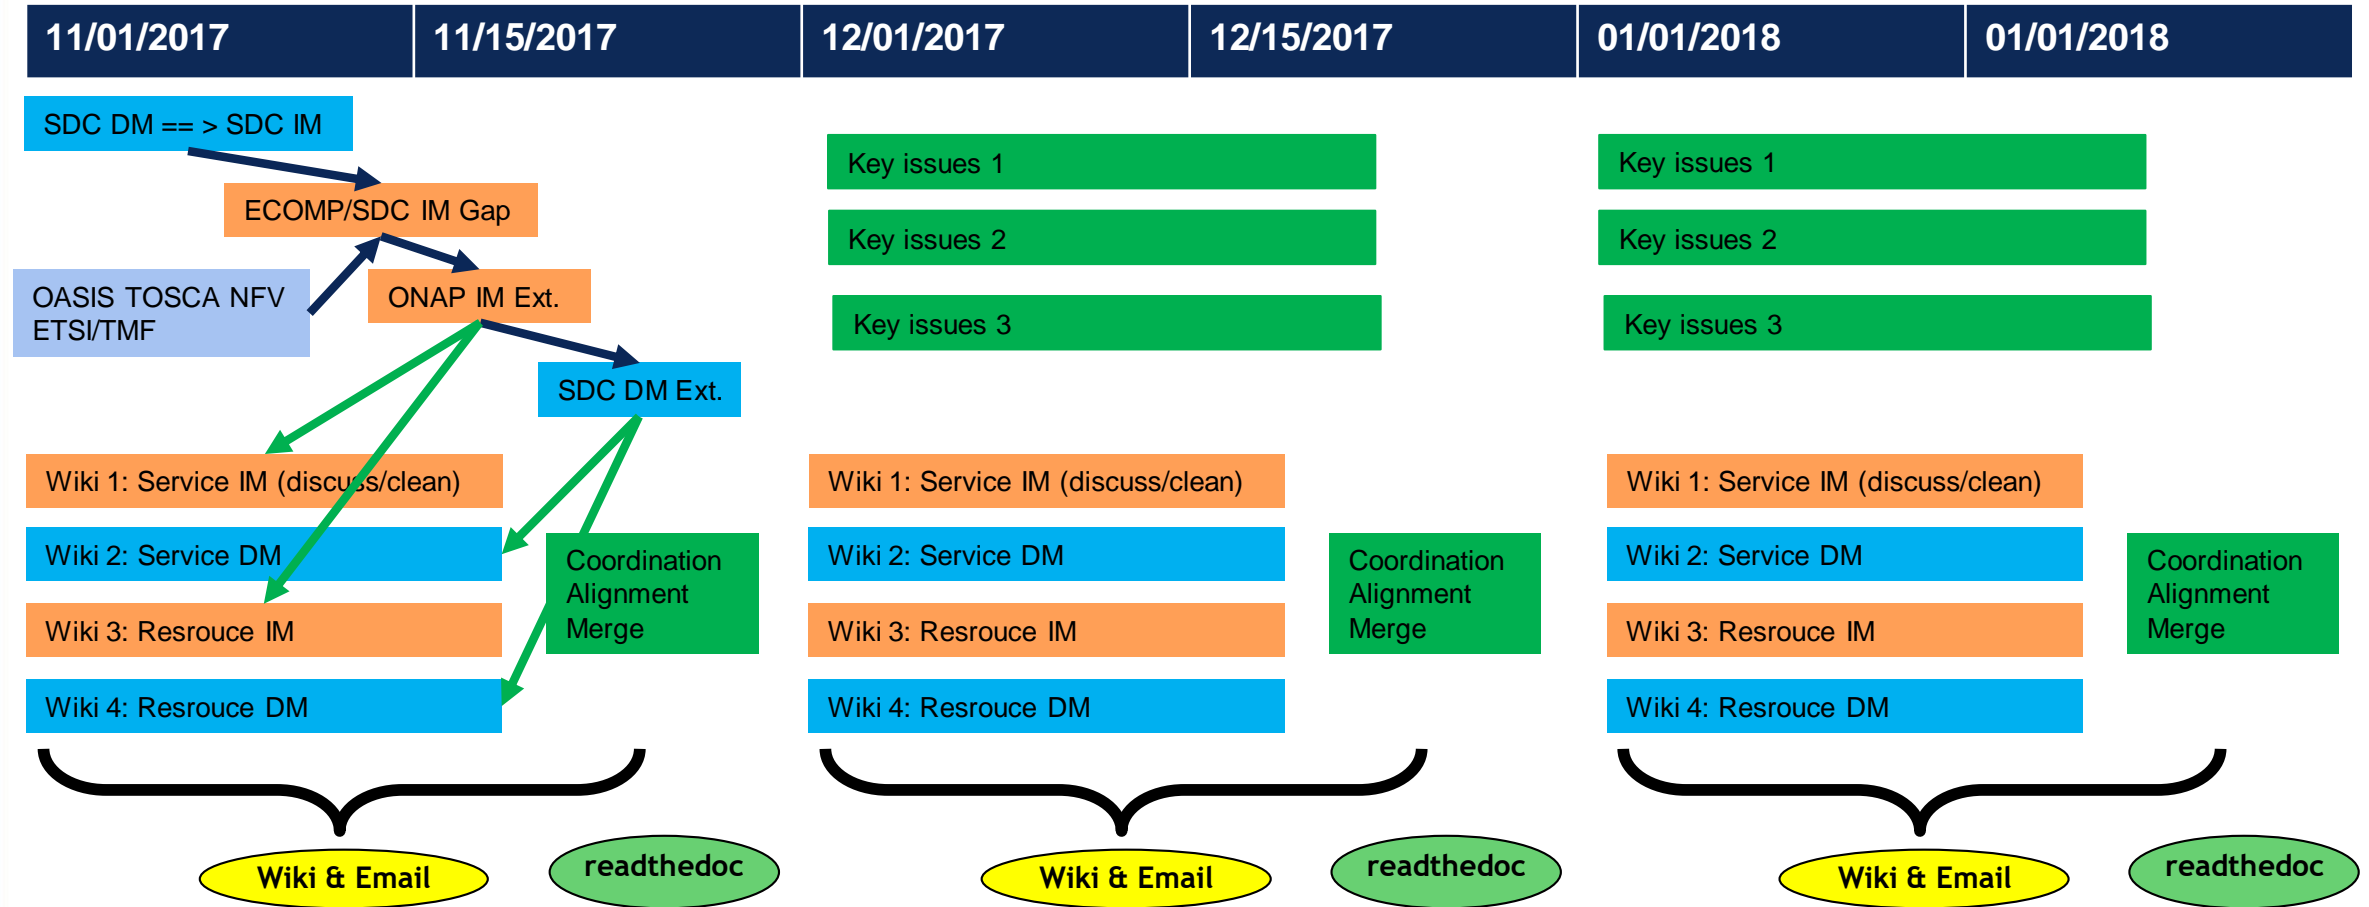 11/01/2017
11/15/2017
12/01/2017
12/15/2017
01/01/2018
01/01/2018
SDC DM == > SDC IM
ECOMP/SDC IM Gap
OASIS TOSCA NFV
ETSI/TMF
ONAP IM Ext.
SDC DM Ext.
Key issues 1
Key issues 2
Key issues 3
Key issues 1
Key issues 2
Key issues 3
Wiki 1: Service IM (discuss/clean)
Wiki 2: Service DM
Wiki 3: Resrouce IM
Wiki 4: Resrouce DM
Coordination
Alignment
Merge
Wiki 1: Service IM (discuss/clean)
Wiki 2: Service DM
Wiki 3: Resrouce IM
Wiki 4: Resrouce DM
Coordination
Alignment
Merge
Wiki 1: Service IM (discuss/clean)
Wiki 2: Service DM
Wiki 3: Resrouce IM
Wiki 4: Resrouce DM
Coordination
Alignment
Merge
Wiki & Email
readthedoc
Wiki & Email
readthedoc
Wiki & Email
readthedoc